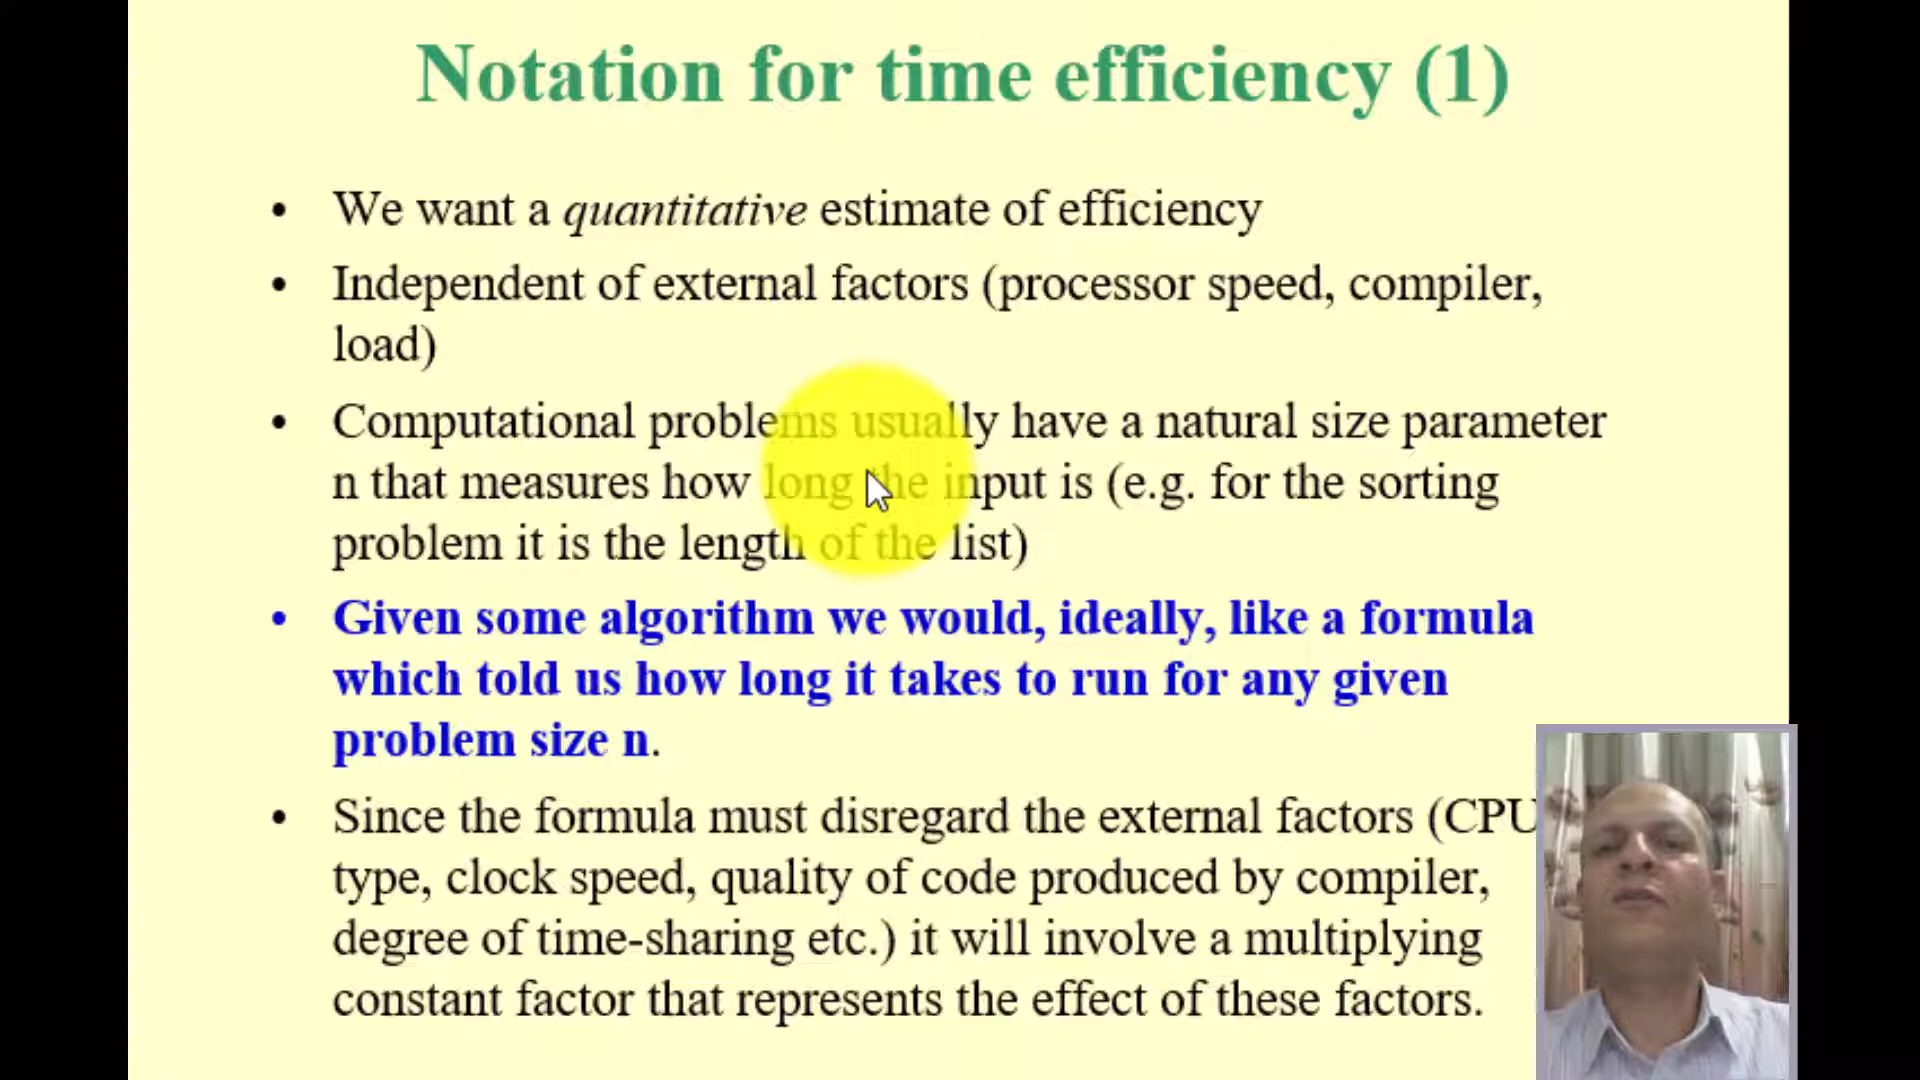 Notation for time efficiency (1)
• We want a quantitative estimate of efficiency
• Independent of external factors (processor speed, compiler,
load)
• Computational problems usually have a natural size parameter
n that measures how long the input is (e.g. for the sorting
problem it is the length of the list)
• Given some algorithm we would, ideally, like a formula
which told us how long it takes to run for any given
problem size n.
• Since the formula must disregard the external factors (CPU
type, clock speed, quality of code produced by compiler,
degree of time-sharing etc.) it will involve a multiplying
constant factor that represents the effect of these factors.